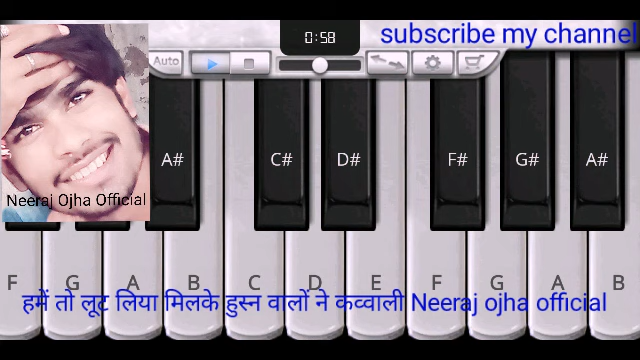 0:58
subscribe my channel
Auto
Neeraj Ojha Official
A# C# D# F# G# A#
F G A B C D E F G A B
हमें तो लूट लिया मिलके हुस्न वालों ने कव्वाली Neeraj ojha official